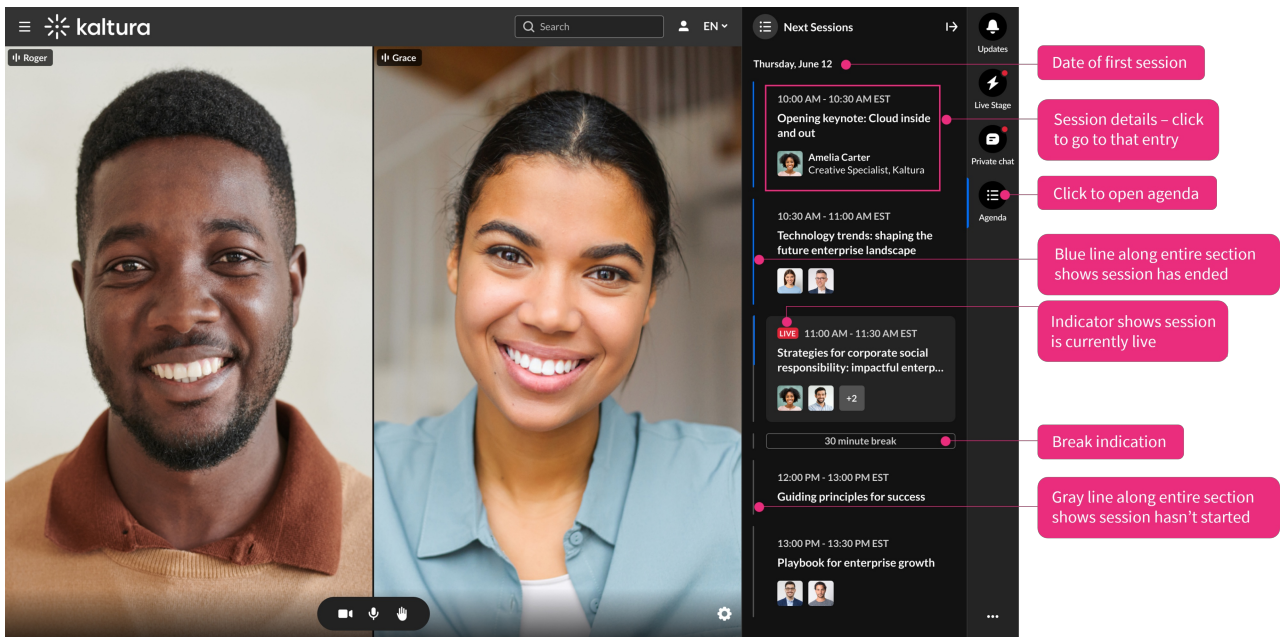 kaltura
Search
EN
Roger
Grace
Next Sessions
Thursday, June 12
10:00 AM - 10:30 AM EST
Opening keynote: Cloud inside
and out
Amelia Carter
Creative Specialist, Kaltura
10:30 AM - 11:00 AM EST
Technology trends: shaping the
future enterprise landscape
LIVE 11:00 AM - 11:30 AM EST
Strategies for corporate social
responsibility: impactful enterp...
+2
30 minute break
12:00 PM - 13:00 PM EST
Guiding principles for success
13:00 PM - 13:30 PM EST
Playbook for enterprise growth
Updates
Live Stage
Private chat
Agenda
Date of first session
Session details – click
to go to that entry
Click to open agenda
Blue line along entire section
shows session has ended
Indicator shows session
is currently live
Break indication
Gray line along entire section
shows session hasn't started